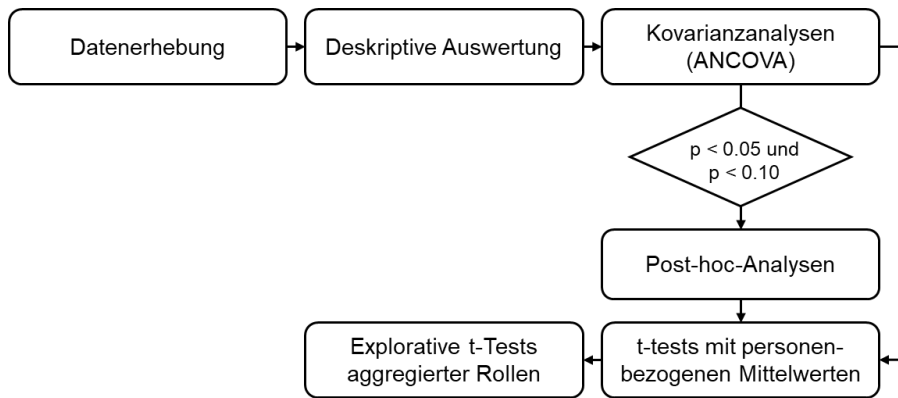 Datenerhebung
Deskriptive Auswertung
Kovarianzanalysen
(ANCOVA)
p < 0.05 und
p < 0.10
Post-hoc-Analysen
t-tests mit personen-
bezogenen Mittelwerten
Explorative t-Tests
aggregierter Rollen